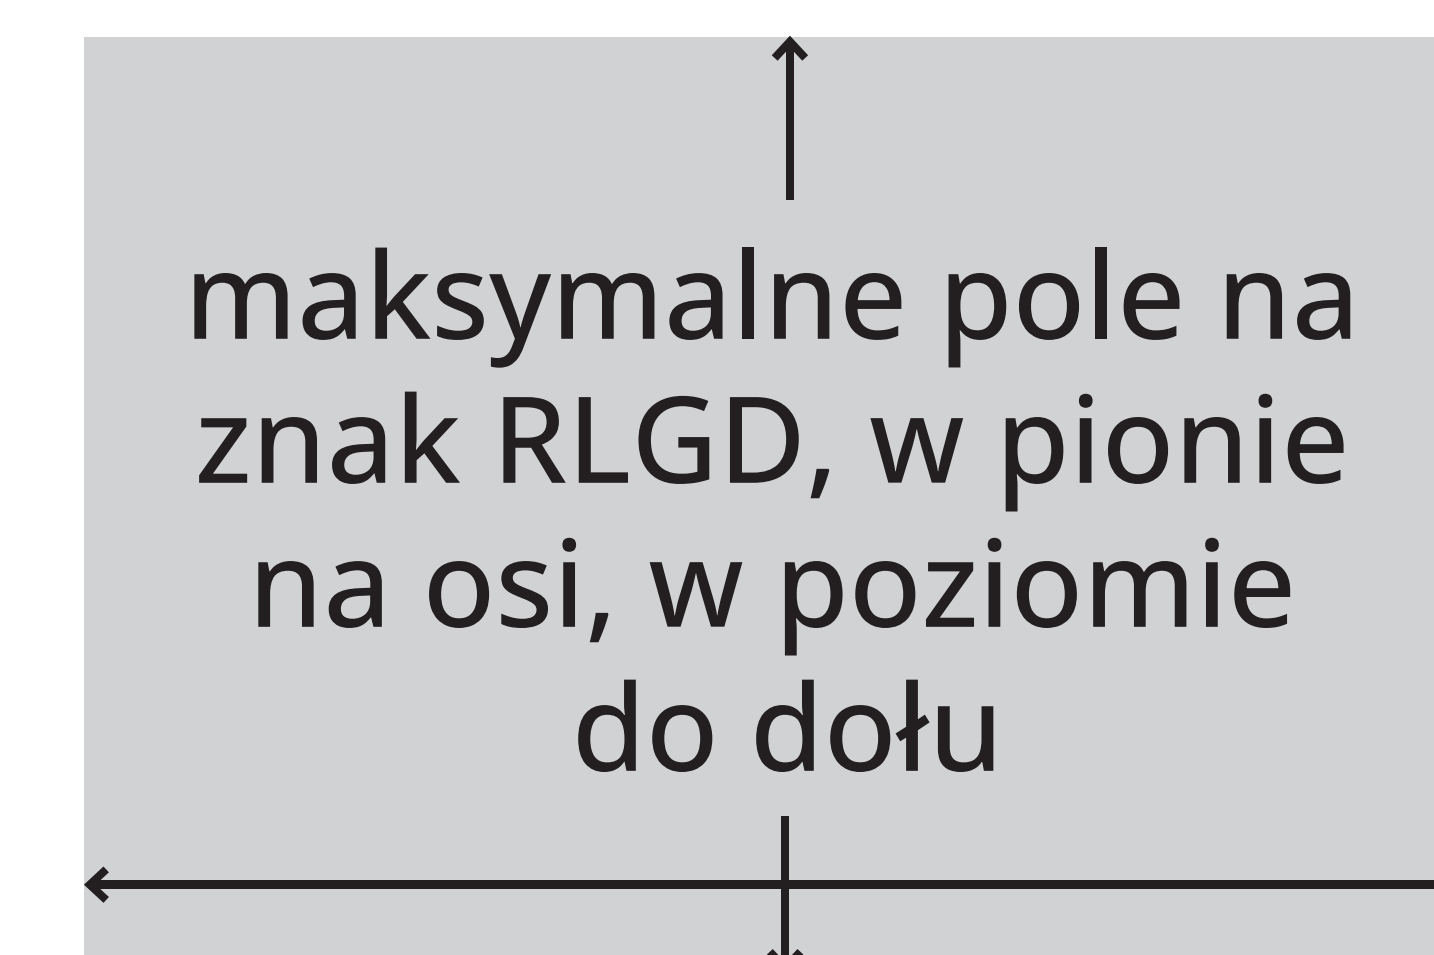 maksymalne pole na
znak RLGD, w pionie
na osi, w poziomie
do dołu